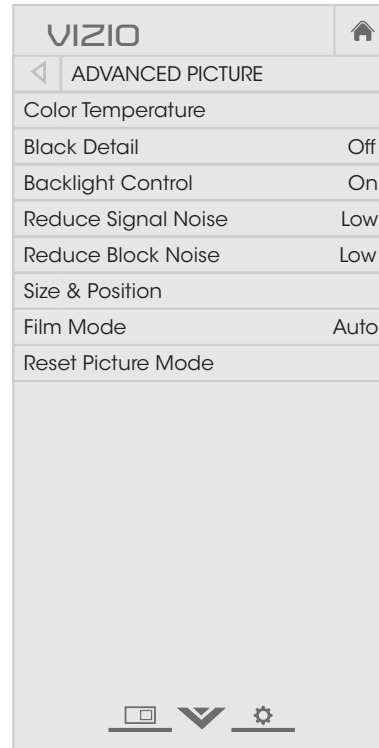 VIZIO
ADVANCED PICTURE
Color Temperature
Black Detail Off
Backlight Control On
Reduce Signal Noise Low
Reduce Block Noise Low
Size & Position
Film Mode Auto
Reset Picture Mode